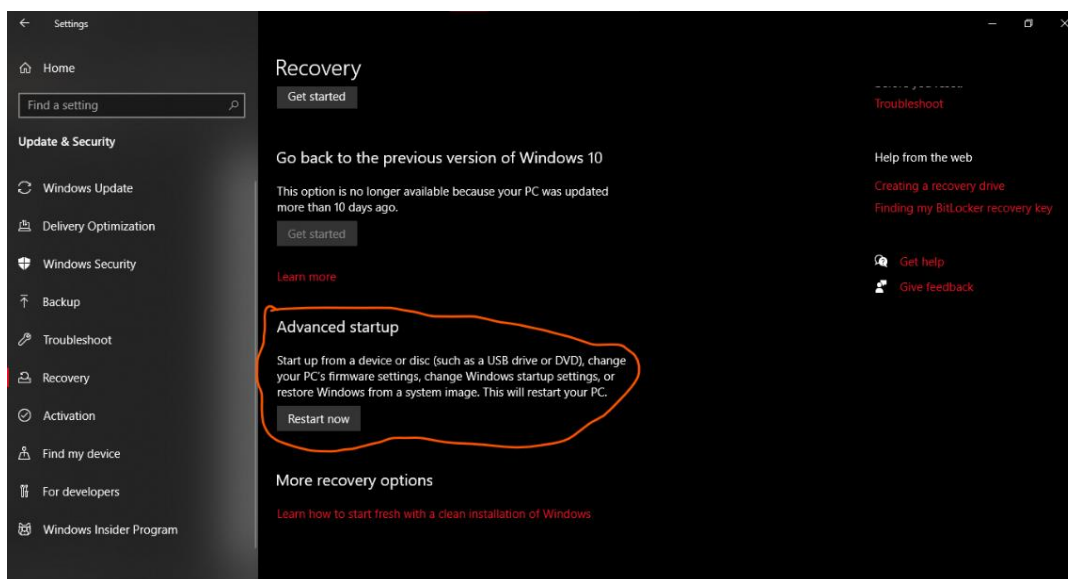 Settings
Home
Find a setting
Update & Security
Windows Update
Delivery Optimization
Windows Security
Backup
Troubleshoot
Recovery
Activation
Find my device
For developers
Windows Insider Program
Recovery
Get started
Go back to the previous version of Windows 10
This option is no longer available because your PC was updated
more than 10 days ago.
Get started
Learn more
Advanced startup
Start up from a device or disc (such as a USB drive or DVD), change
your PC's firmware settings, change Windows startup settings, or
restore Windows from a system image. This will restart your PC.
Restart now
More recovery options
Learn how to start fresh with a clean installation of Windows
Troubleshoot
Help from the web
Creating a recovery drive
Finding my BitLocker recovery key
Get help
Give feedback